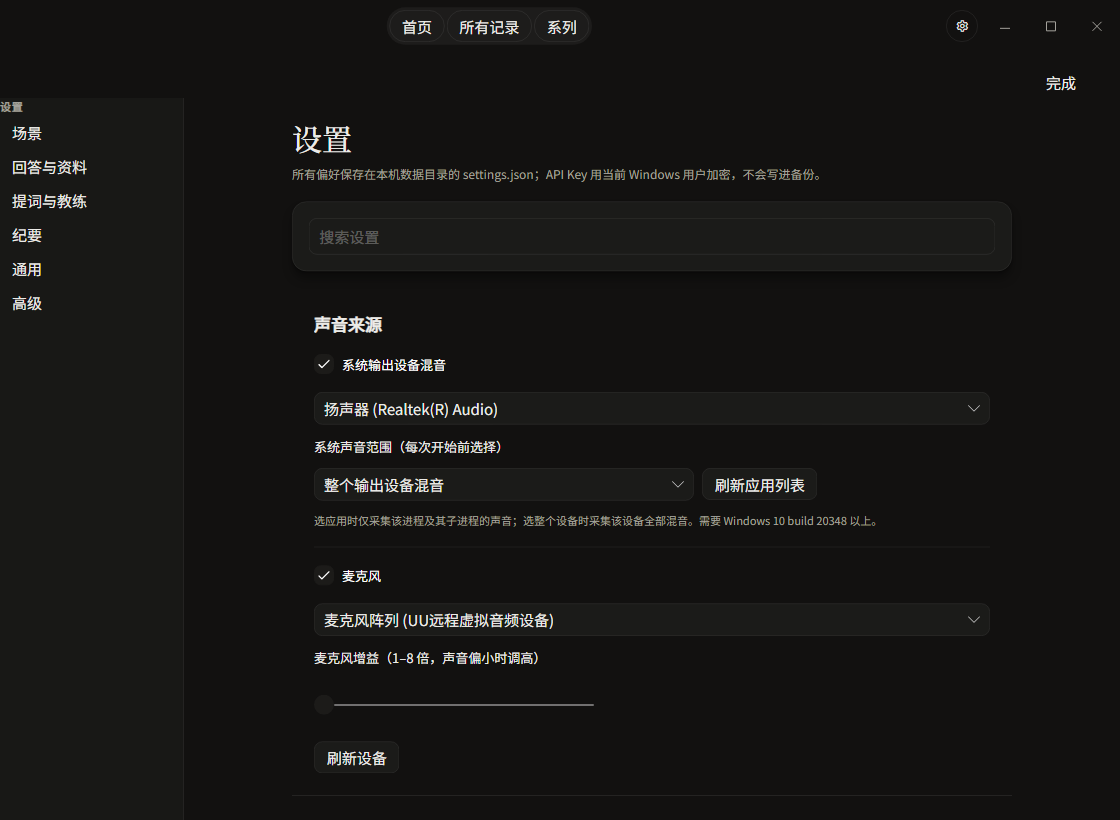 首页 所有记录 系列
完成
设置
场景
回答与资料
提词与教练
纪要
通用
高级
设置
所有偏好保存在本机数据目录的 settings.json；API Key 用当前 Windows 用户加密，不会写进备份。
搜索设置
声音来源
系统输出设备混音
扬声器 (Realtek(R) Audio)
系统声音范围（每次开始前选择）
整个输出设备混音 刷新应用列表
选应用时仅采集该进程及其子进程的声音；选整个设备时采集该设备全部混音。需要 Windows 10 build 20348 以上。
麦克风
麦克风阵列 (UU远程虚拟音频设备)
麦克风增益（1–8 倍，声音偏小时调高）
刷新设备